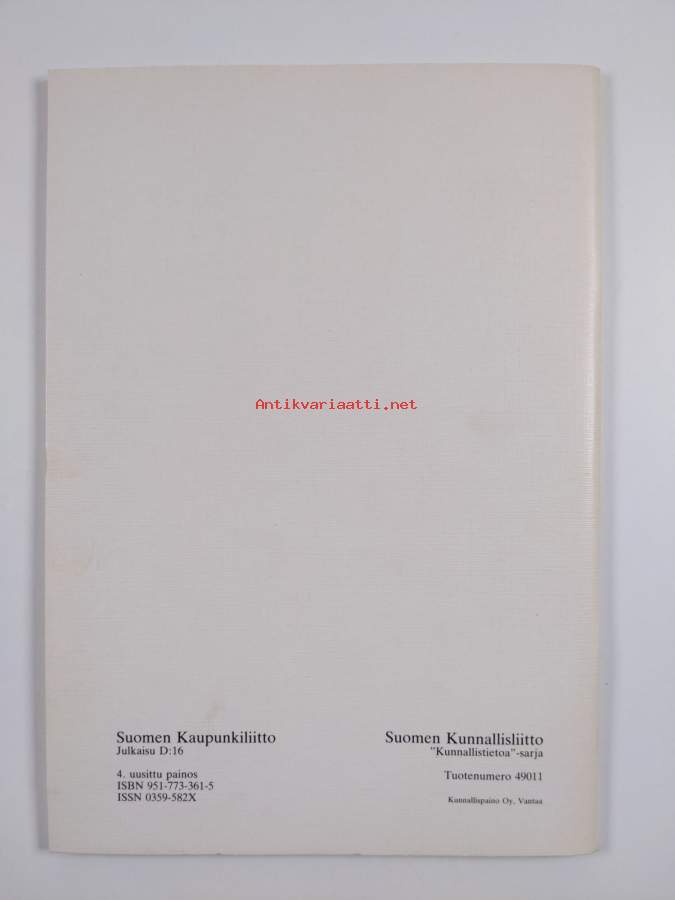 Antikvariaatti.net
Suomen Kaupunkiliitto
Julkaisu D:16
4. uusittu painos
ISBN 951-773-361-5
ISSN 0359-582X
Suomen Kunnallisliitto
”Kunnallistietoa”-sarja
Tuotenumero 49011
Kunnallispaino Oy, Vantaa